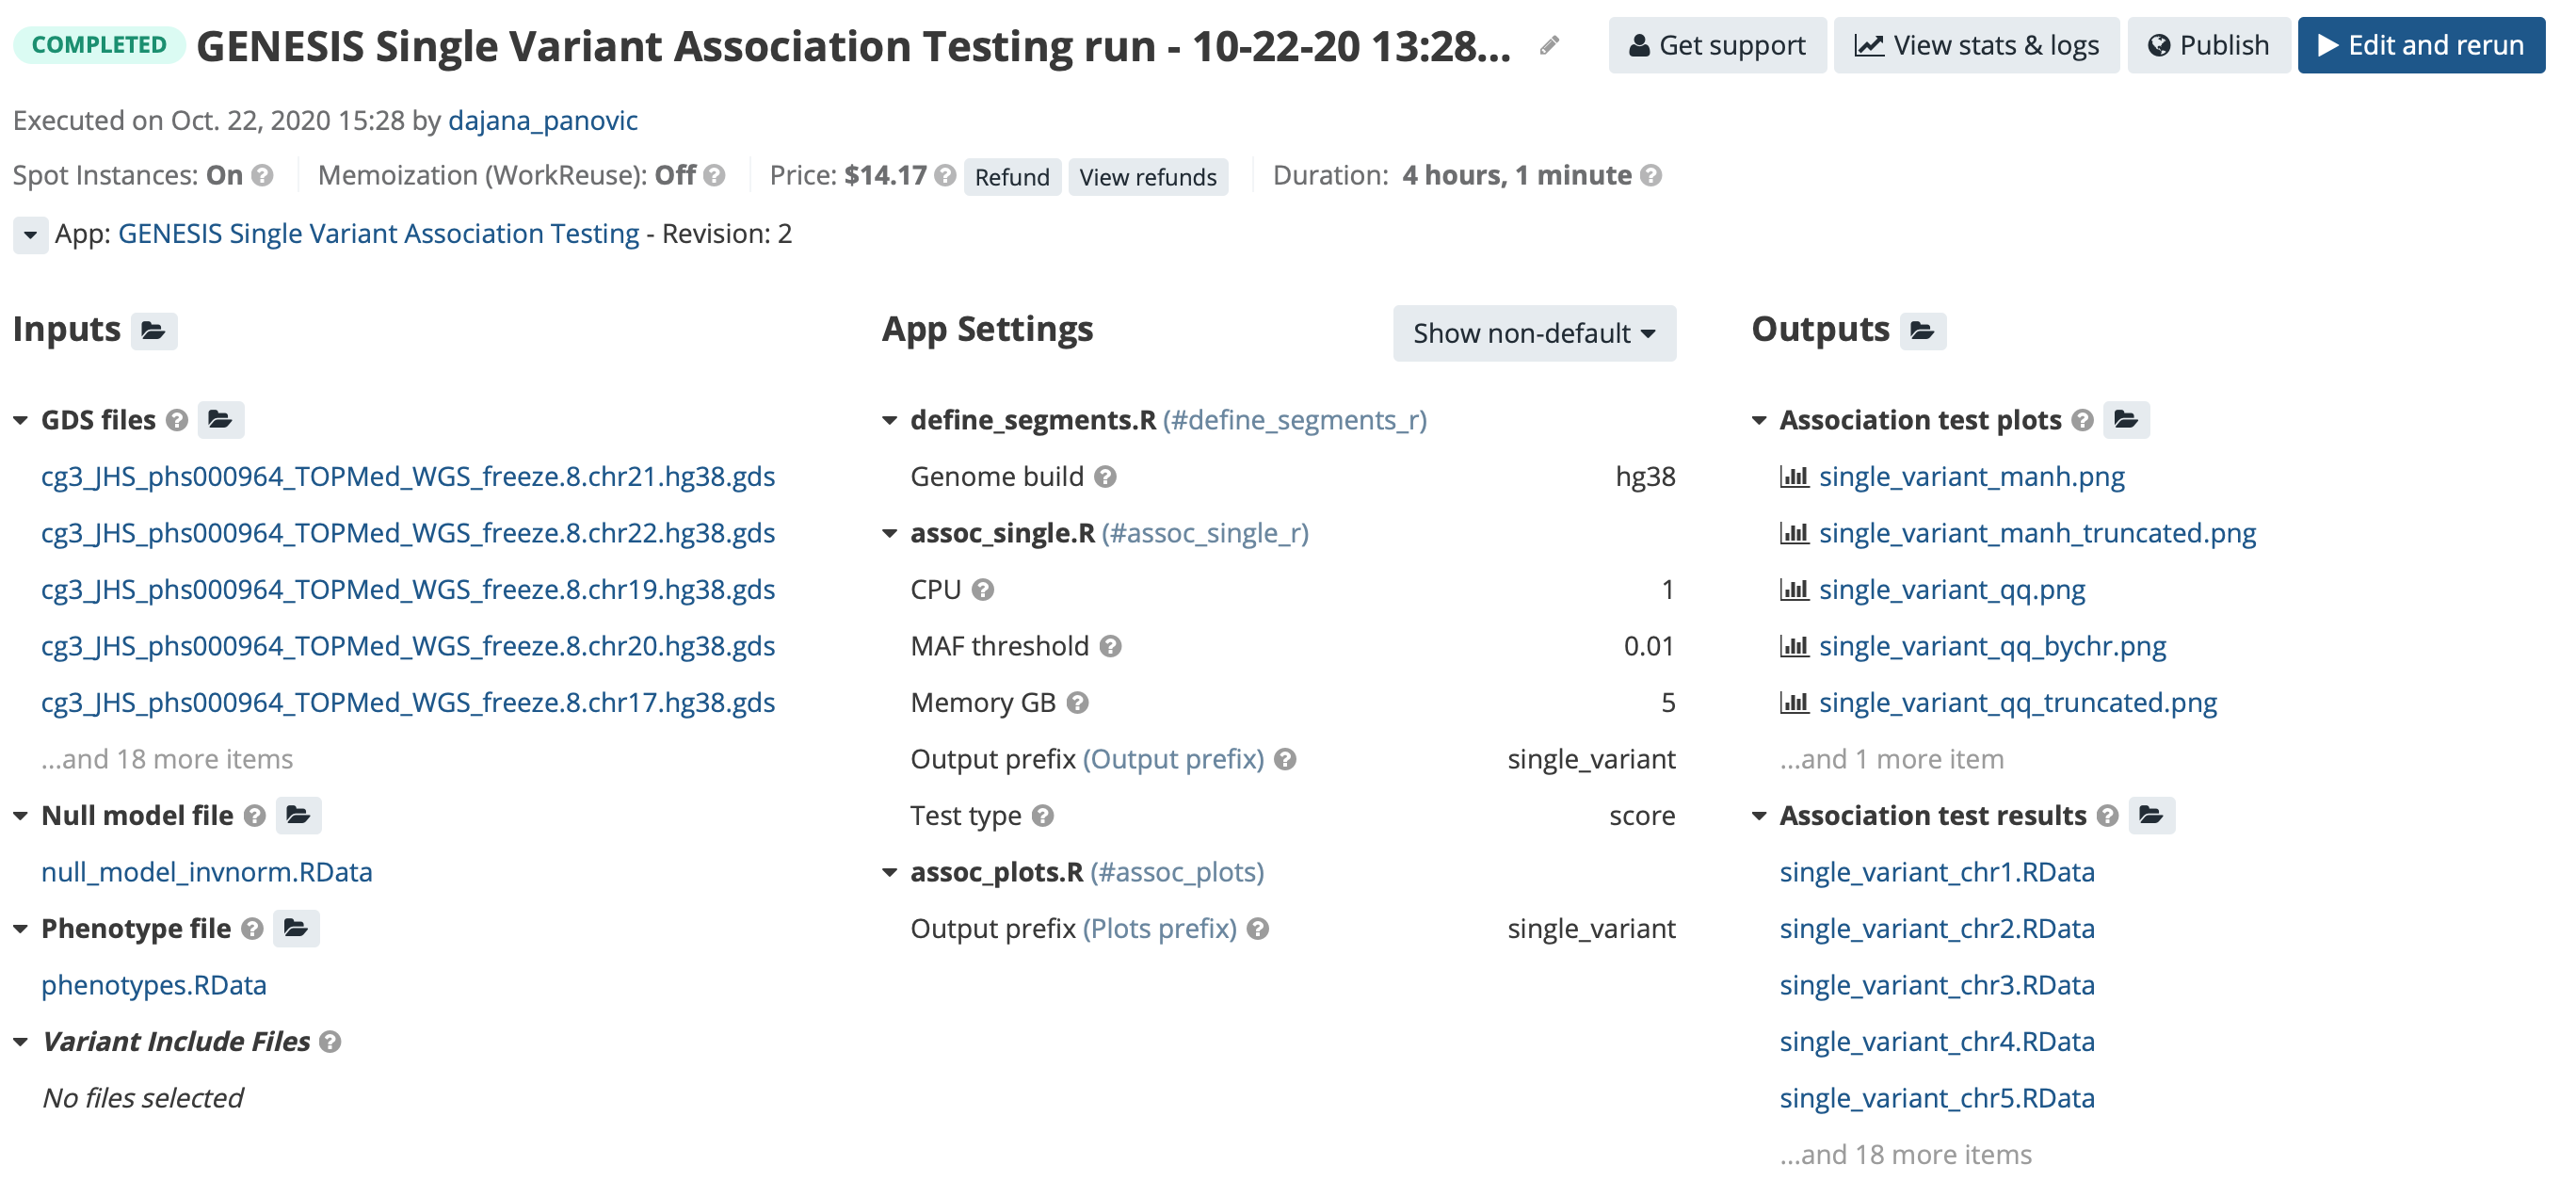 COMPLETED GENESIS Single Variant Association Testing run - 10-22-20 13:28... Get support View stats & logs Publish Edit and rerun
Executed on Oct. 22, 2020 15:28 by dajana_panovic
Spot Instances: On ? Memoization (WorkReuse): Off ? Price: $14.17 ? Refund View refunds Duration: 4 hours, 1 minute ?
App: GENESIS Single Variant Association Testing - Revision: 2
Inputs
GDS files ?
cg3_JHS_phs000964_TOPMed_WGS_freeze.8.chr21.hg38.gds
cg3_JHS_phs000964_TOPMed_WGS_freeze.8.chr22.hg38.gds
cg3_JHS_phs000964_TOPMed_WGS_freeze.8.chr19.hg38.gds
cg3_JHS_phs000964_TOPMed_WGS_freeze.8.chr20.hg38.gds
cg3_JHS_phs000964_TOPMed_WGS_freeze.8.chr17.hg38.gds
...and 18 more items
Null model file ?
null_model_invnorm.RData
Phenotype file ?
phenotypes.RData
Variant Include Files ?
No files selected
App Settings Show non-default
define_segments.R (#define_segments_r)
Genome build ? hg38
assoc_single.R (#assoc_single_r)
CPU ? 1
MAF threshold ? 0.01
Memory GB ? 5
Output prefix (Output prefix) ? single_variant
Test type ? score
assoc_plots.R (#assoc_plots)
Output prefix (Plots prefix) ? single_variant
Outputs
Association test plots ?
single_variant_manh.png
single_variant_manh_truncated.png
single_variant_qq.png
single_variant_qq_bychr.png
single_variant_qq_truncated.png
...and 1 more item
Association test results ?
single_variant_chr1.RData
single_variant_chr2.RData
single_variant_chr3.RData
single_variant_chr4.RData
single_variant_chr5.RData
...and 18 more items